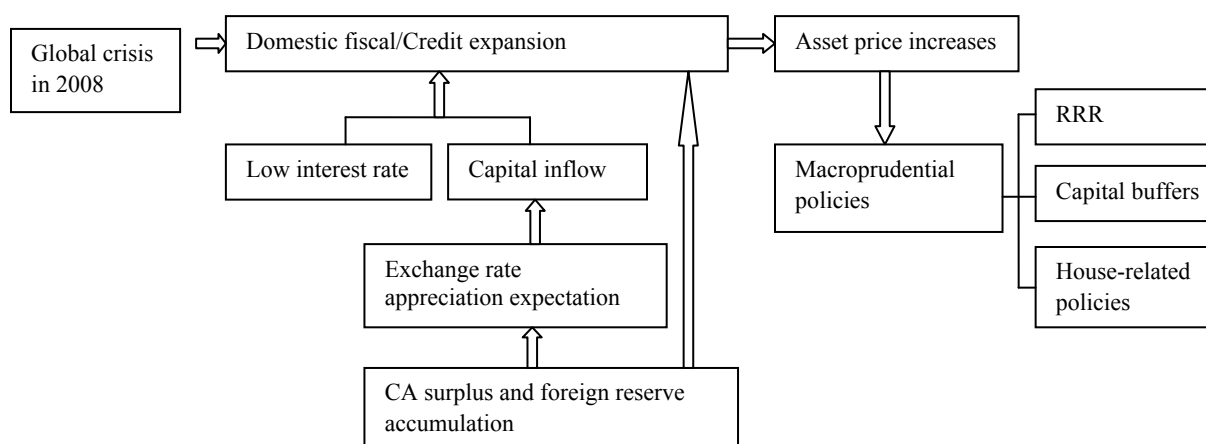 Global crisis
in 2008
Domestic fiscal/Credit expansion
Asset price increases
Low interest rate
Capital inflow
Exchange rate
appreciation expectation
CA surplus and foreign reserve
accumulation
Macroprudential
policies
RRR
Capital buffers
House-related
policies